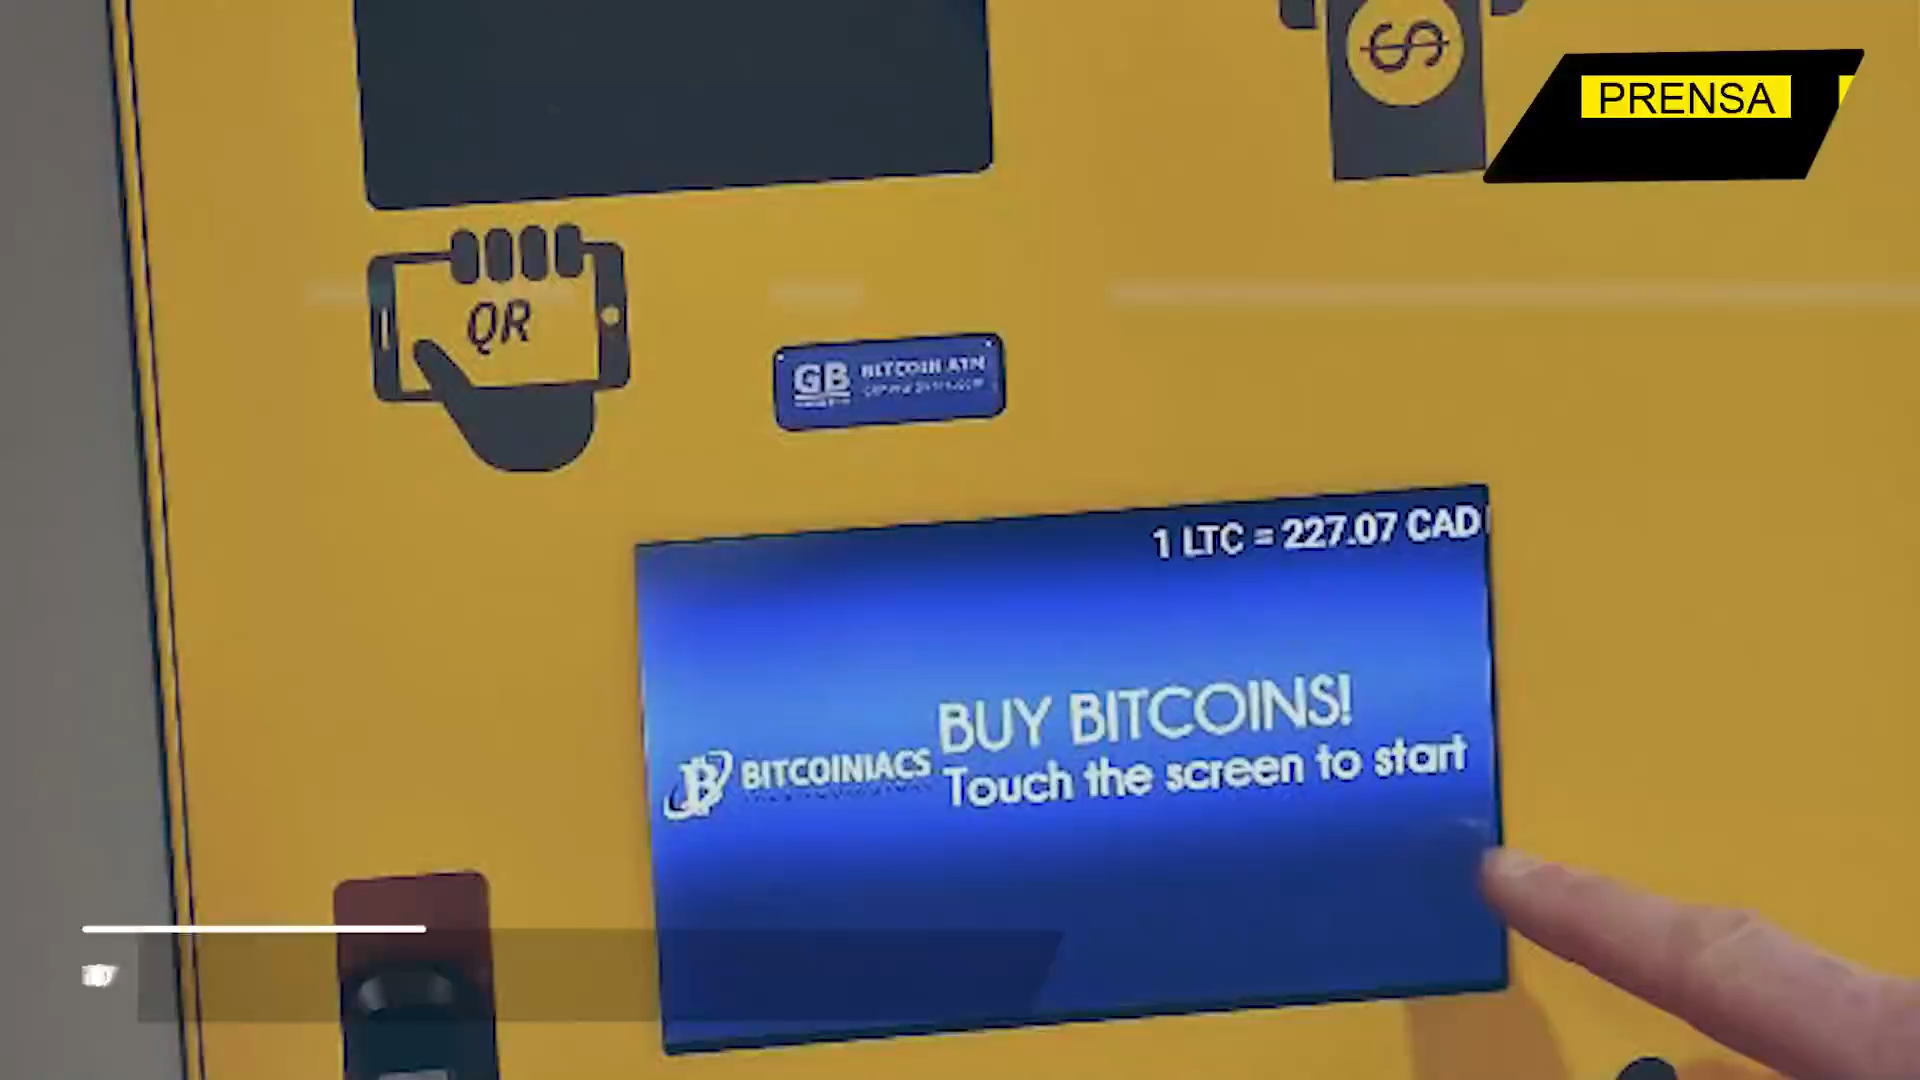 PRENSA
QR
GB BITCOIN ATM
1 LTC = 227.07 CAD
BUY BITCOINS!
BITCOINIACS
Touch the screen to start